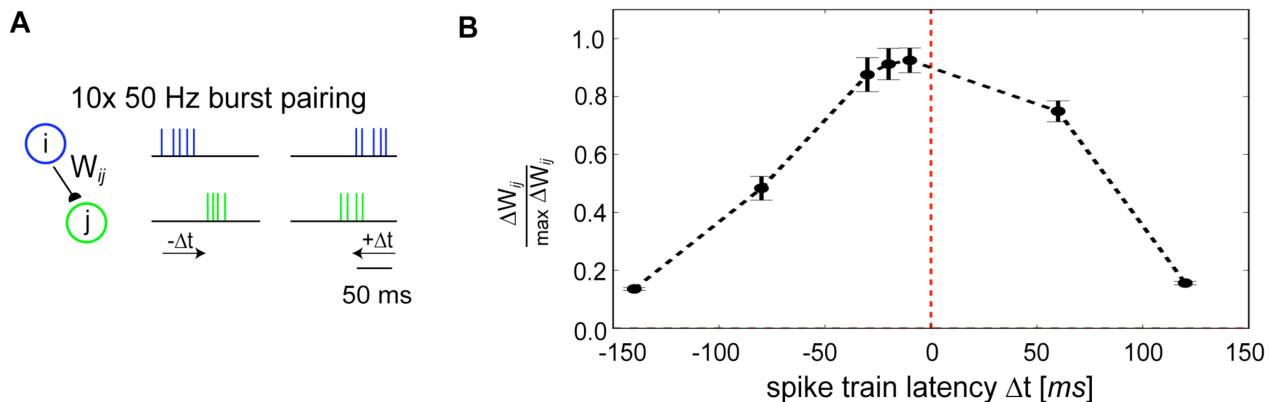 A
10x 50 Hz burst pairing
i
W_ij
j
-Δt
+Δt
50 ms
B
ΔW_ij
max ΔW_ij
1.0
0.8
0.6
0.4
0.2
0.0
-150
-100
-50
0
50
100
150
spike train latency Δt [ms]